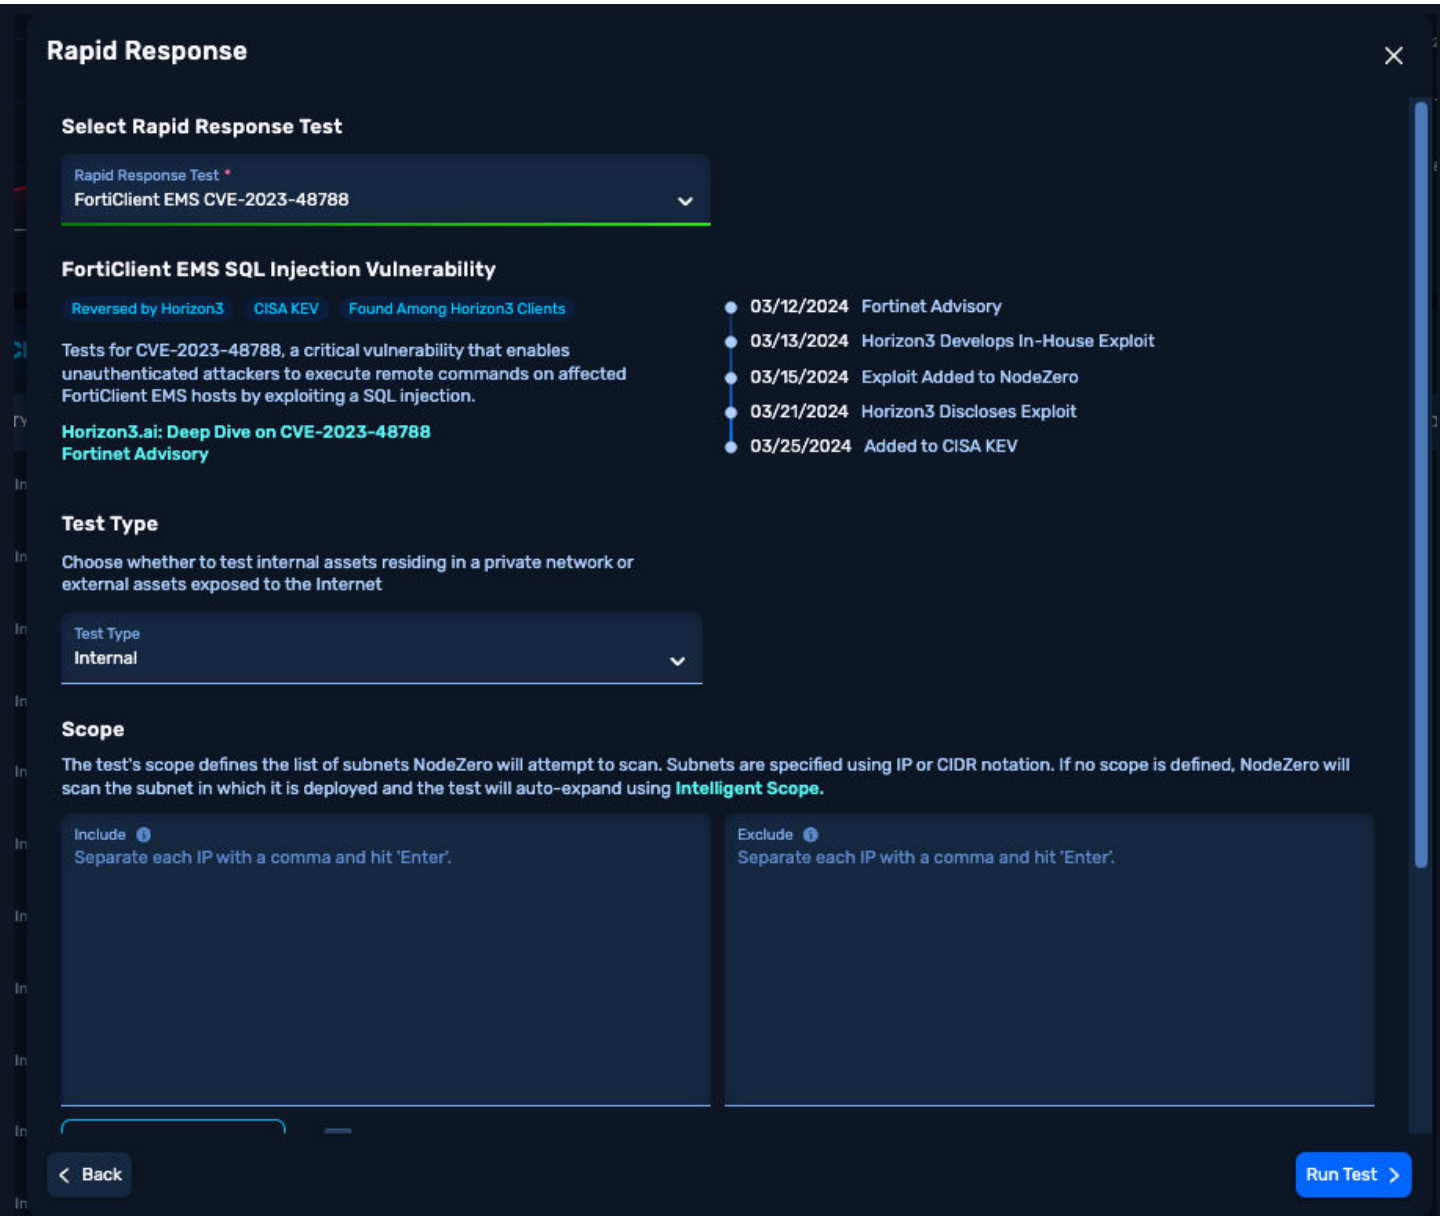 Rapid Response
Select Rapid Response Test
Rapid Response Test *
FortiClient EMS CVE-2023-48788
FortiClient EMS SQL Injection Vulnerability
Reversed by Horizon3 CISA KEV Found Among Horizon3 Clients
Tests for CVE-2023-48788, a critical vulnerability that enables
unauthenticated attackers to execute remote commands on affected
FortiClient EMS hosts by exploiting a SQL injection.
Horizon3.ai: Deep Dive on CVE-2023-48788
Fortinet Advisory
03/12/2024 Fortinet Advisory
03/13/2024 Horizon3 Develops In-House Exploit
03/15/2024 Exploit Added to NodeZero
03/21/2024 Horizon3 Discloses Exploit
03/25/2024 Added to CISA KEV
Test Type
Choose whether to test internal assets residing in a private network or
external assets exposed to the Internet
Test Type
Internal
Scope
The test's scope defines the list of subnets NodeZero will attempt to scan. Subnets are specified using IP or CIDR notation. If no scope is defined, NodeZero will
scan the subnet in which it is deployed and the test will auto-expand using Intelligent Scope.
Include
Separate each IP with a comma and hit 'Enter'.
Exclude
Separate each IP with a comma and hit 'Enter'.
Back
Run Test